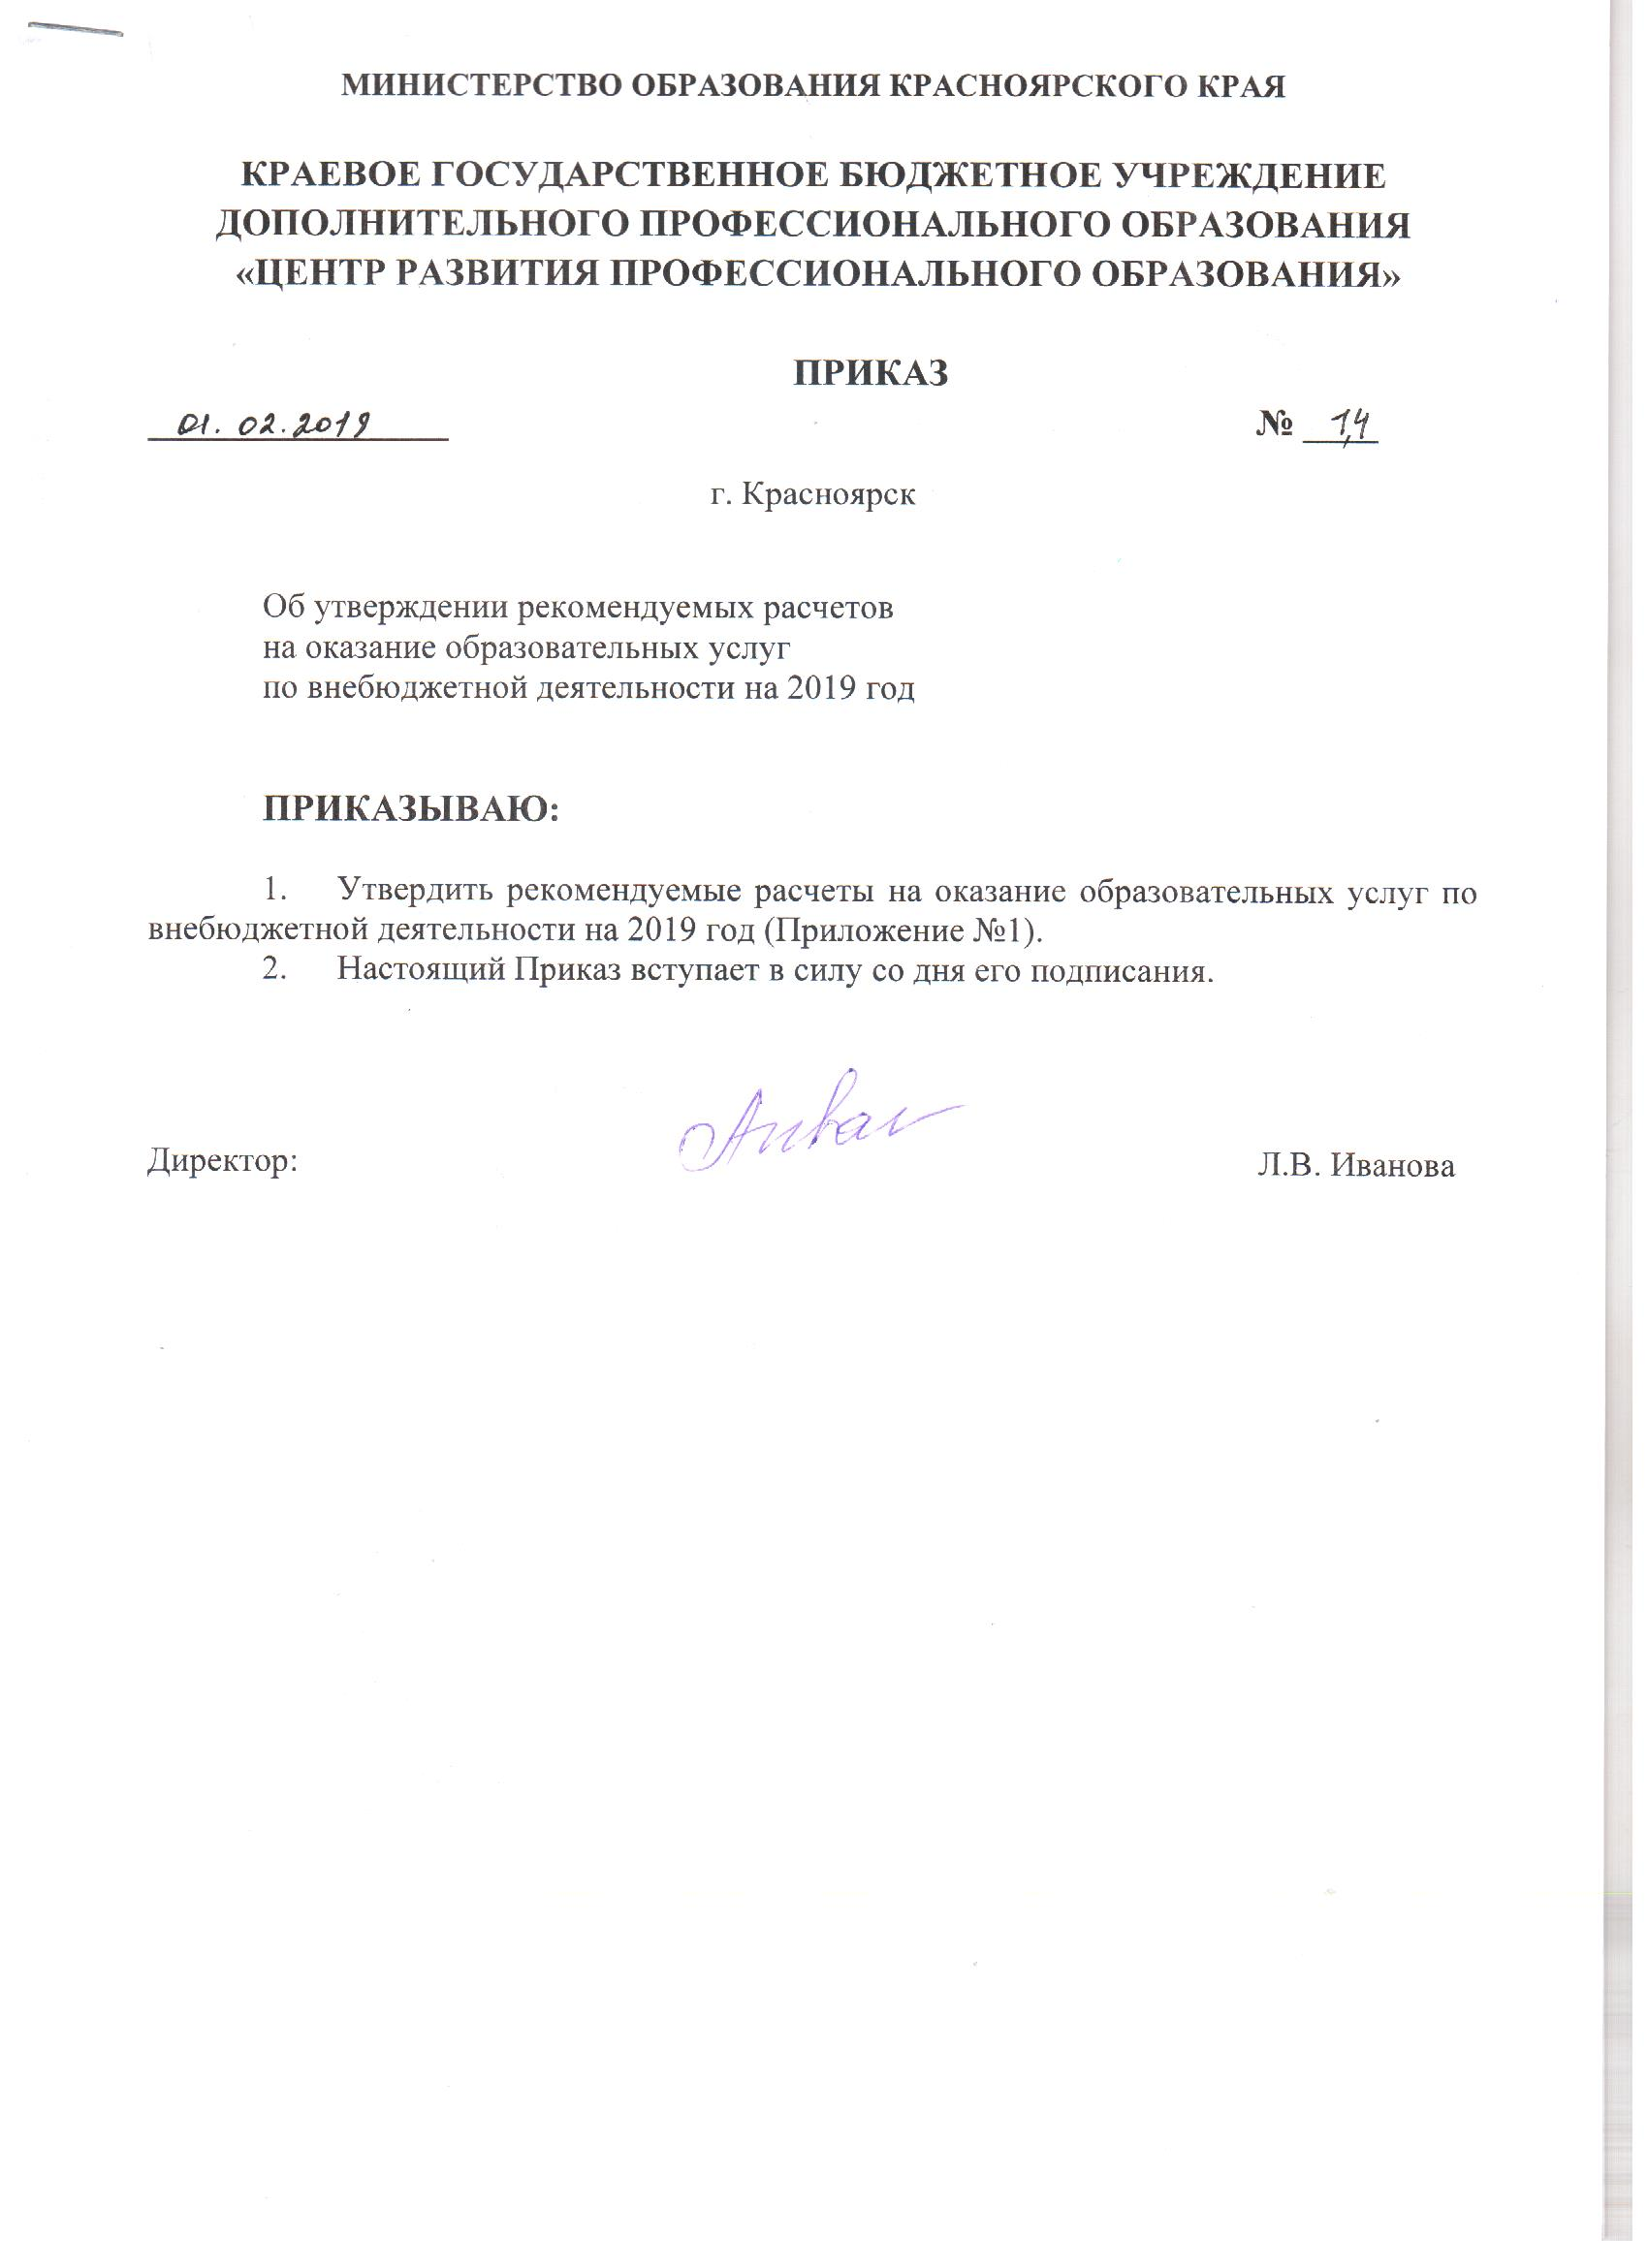 МИНИСТЕРСТВО ОБРАЗОВАНИЯ КРАСНОЯРСКОГО КРАЯ
КРАЕВОЕ ГОСУДАРСТВЕННОЕ БЮДЖЕТНОЕ УЧРЕЖДЕНИЕ
ДОПОЛНИТЕЛЬНОГО ПРОФЕССИОНАЛЬНОГО ОБРАЗОВАНИЯ
«ЦЕНТР РАЗВИТИЯ ПРОФЕССИОНАЛЬНОГО ОБРАЗОВАНИЯ»
ПРИКАЗ
01.02.2019 № 1,4
г. Красноярск
Об утверждении рекомендуемых расчетов
на оказание образовательных услуг
по внебюджетной деятельности на 2019 год
ПРИКАЗЫВАЮ:
1. Утвердить рекомендуемые расчеты на оказание образовательных услуг по
внебюджетной деятельности на 2019 год (Приложение №1).
2. Настоящий Приказ вступает в силу со дня его подписания.
Директор: Л.В. Иванова